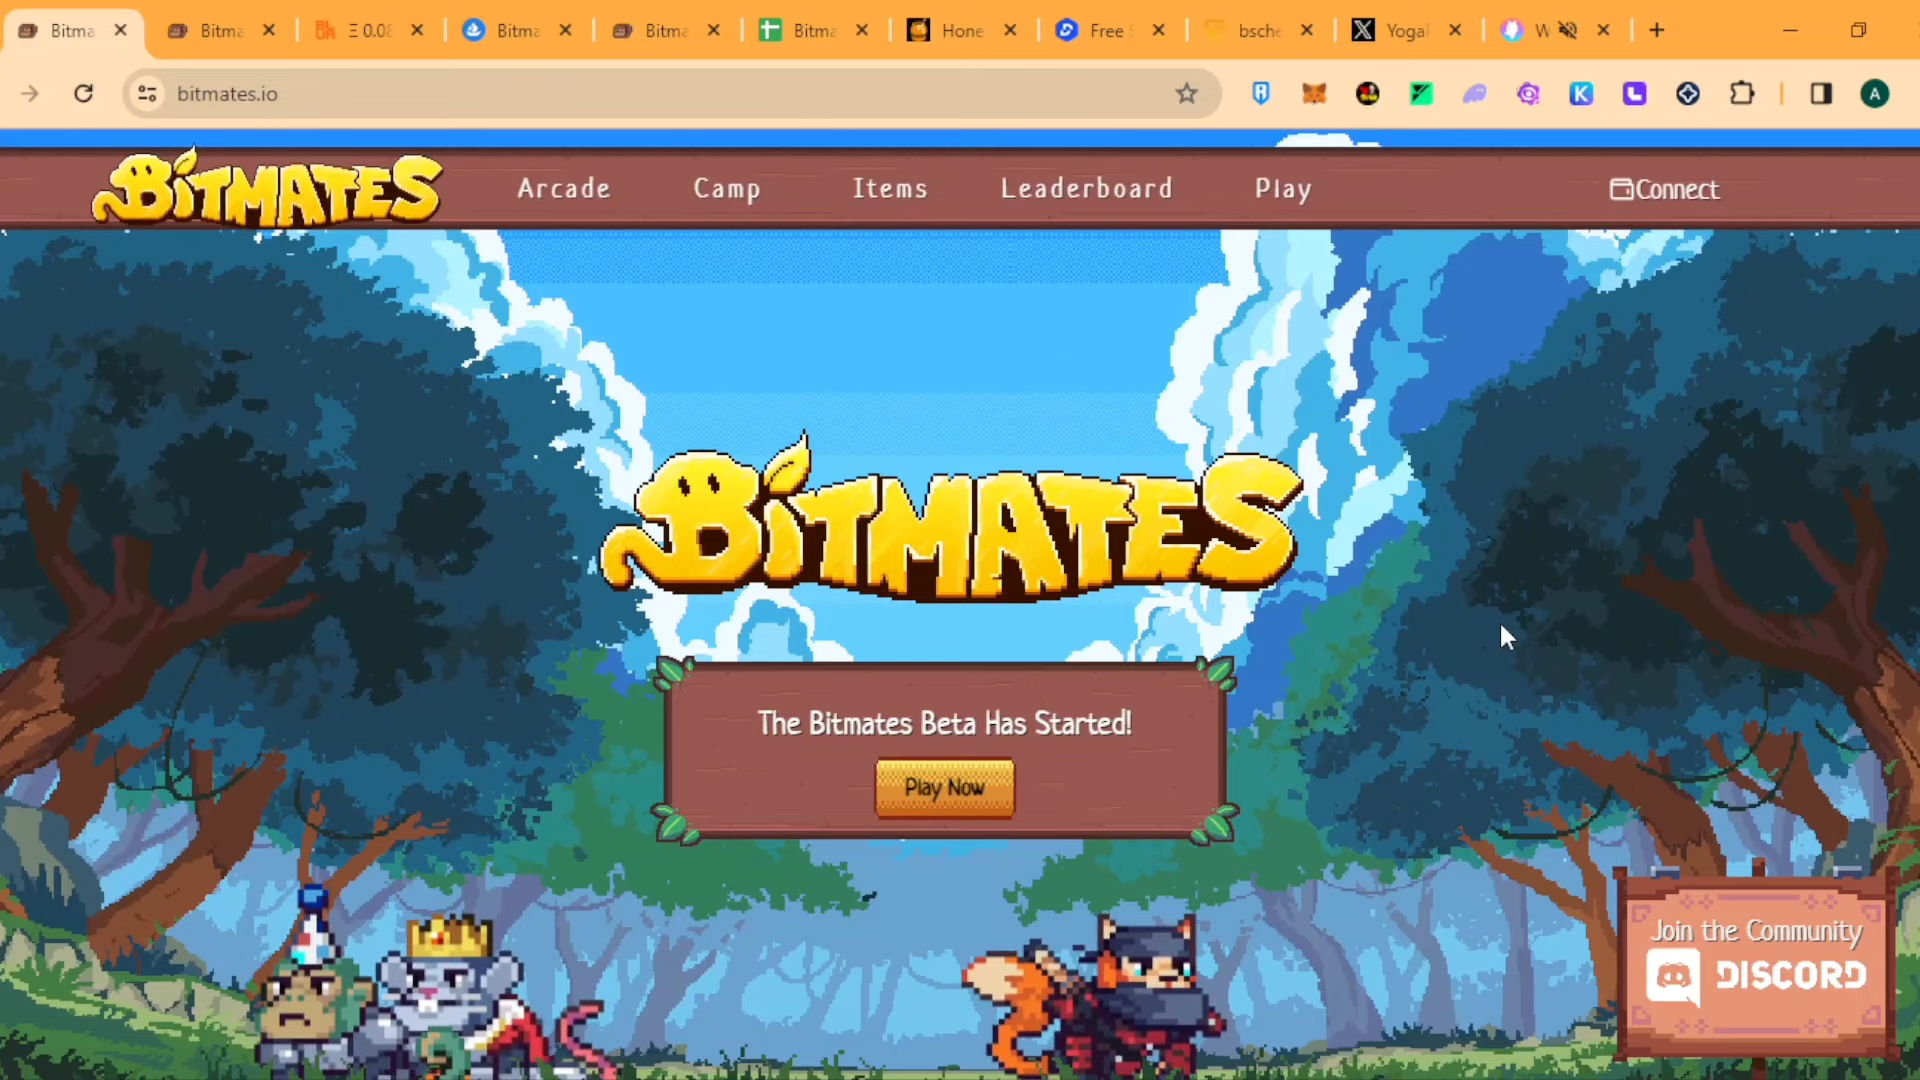 Bitma
Bitma
Ξ 0.08
Bitma
Bitma
Bitma
Hone
Free S
bsche
Yoga
W
bitmates.io
A
BITMATES
Arcade
Camp
Items
Leaderboard
Play
Connect
BITMATES
The Bitmates Beta Has Started!
Play Now
Join the Community
DISCORD